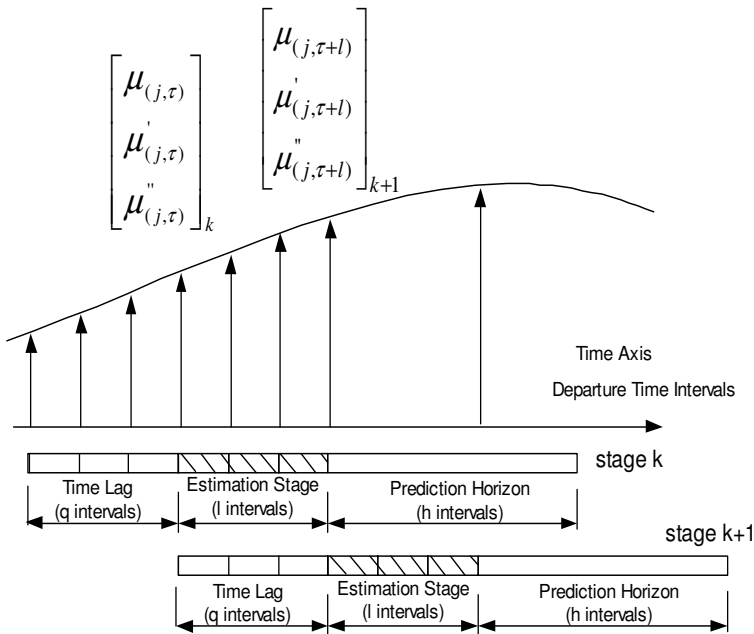 μ(j,τ)
μ'(j,τ)
μ''(j,τ)
k
μ(j,τ+l)
μ'(j,τ+l)
μ''(j,τ+l)
k+1
Time Axis
Departure Time Intervals
stage k
Time Lag
(q intervals)
Estimation Stage
(l intervals)
Prediction Horizon
(h intervals)
stage k+1
Time Lag
(q intervals)
Estimation Stage
(l intervals)
Prediction Horizon
(h intervals)